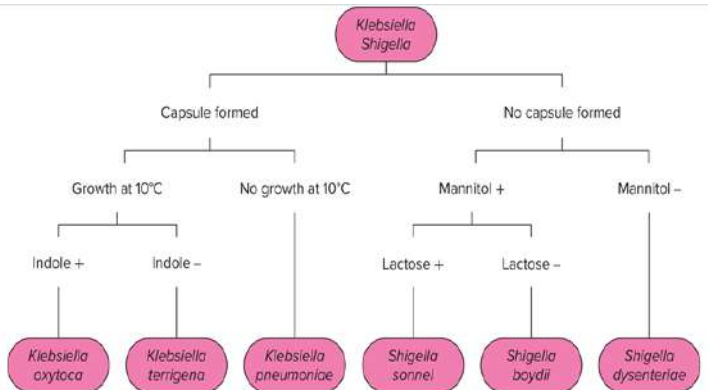 Klebsiella
Shigella
Capsule formed
No capsule formed
Growth at 10°C
No growth at 10°C
Mannitol +
Mannitol –
Indole +
Indole –
Lactose +
Lactose –
Klebsiella
oxytoca
Klebsiella
terrigena
Klebsiella
pneumoniae
Shigella
sonnei
Shigella
boydii
Shigella
dysenteriae